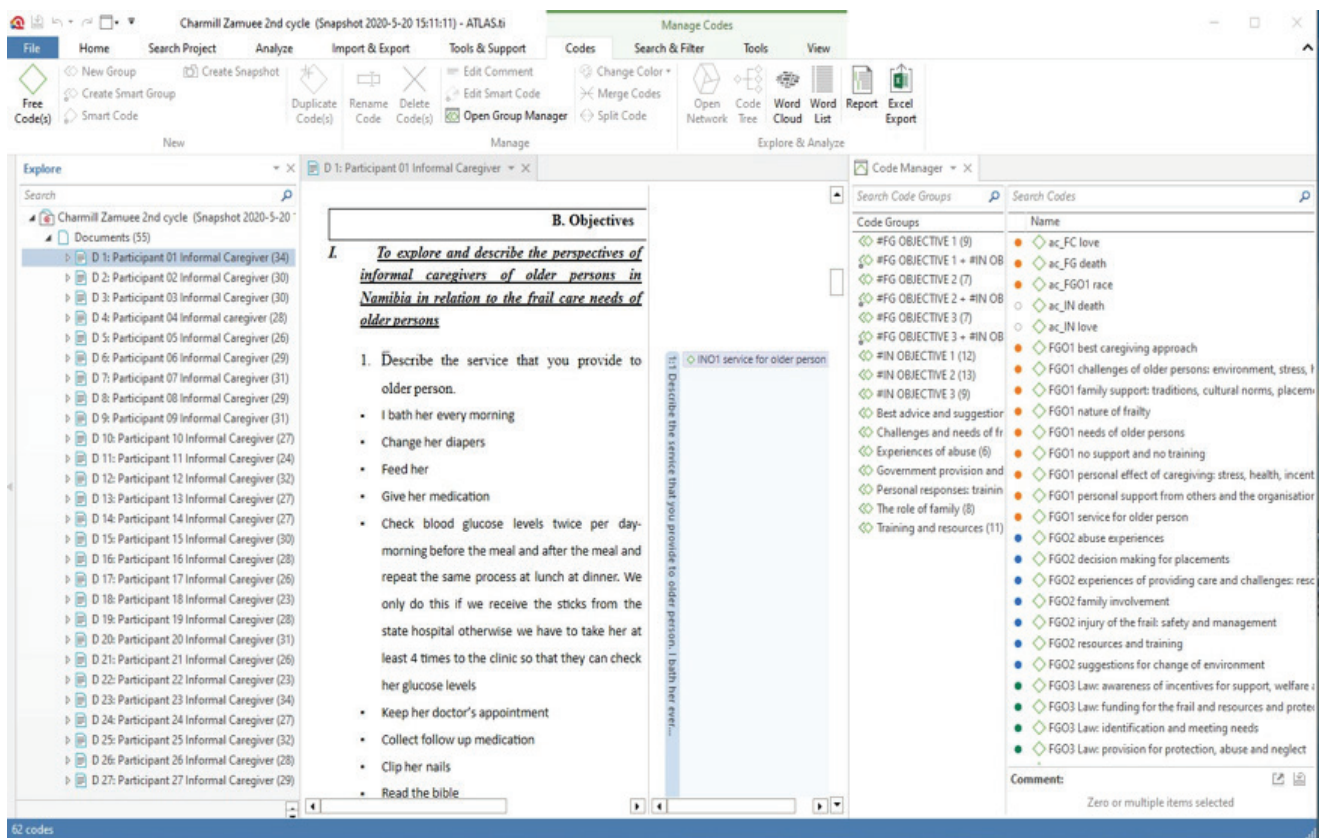 Charmill Zamuee 2nd cycle (Snapshot 2020-5-20 15:11:11) - ATLAS.ti
Manage Codes
File Home Search Project Analyze Import & Export Tools & Support Codes Search & Filter Tools View
Free Code(s)
New Group
Create Smart Group
Smart Code
Create Snapshot
New
Duplicate Code(s)
Rename Code
Delete Code(s)
Edit Comment
Edit Smart Code
Open Group Manager
Manage
Change Color
Merge Codes
Split Code
Open Network
Code Tree
Word Cloud
Word List
Report
Excel Export
Explore & Analyze
Explore
Search
Charmill Zamuee 2nd cycle (Snapshot 2020-5-20
Documents (55)
D 1: Participant 01 Informal Caregiver (34)
D 2: Participant 02 Informal Caregiver (30)
D 3: Participant 03 Informal Caregiver (30)
D 4: Participant 04 Informal caregiver (28)
D 5: Participant 05 Informal Caregiver (26)
D 6: Participant 06 Informal Caregiver (29)
D 7: Participant 07 Informal Caregiver (31)
D 8: Participant 08 Informal Caregiver (29)
D 9: Participant 09 Informal Caregiver (31)
D 10: Participant 10 Informal Caregiver (27)
D 11: Participant 11 Informal Caregiver (24)
D 12: Participant 12 Informal Caregiver (32)
D 13: Participant 13 Informal Caregiver (27)
D 14: Participant 14 Informal Caregiver (27)
D 15: Participant 15 Informal Caregiver (30)
D 16: Participant 16 Informal Caregiver (28)
D 17: Participant 17 Informal Caregiver (26)
D 18: Participant 18 Informal Caregiver (23)
D 19: Participant 19 Informal Caregiver (28)
D 20: Participant 20 Informal Caregiver (31)
D 21: Participant 21 Informal Caregiver (26)
D 22: Participant 22 Informal Caregiver (23)
D 23: Participant 23 Informal Caregiver (34)
D 24: Participant 24 Informal Caregiver (27)
D 25: Participant 25 Informal Caregiver (32)
D 26: Participant 26 Informal Caregiver (28)
D 27: Participant 27 Informal Caregiver (29)
D 1: Participant 01 Informal Caregiver
B. Objectives
I. To explore and describe the perspectives of
informal caregivers of older persons in
Namibia in relation to the frail care needs of
older persons
1. Describe the service that you provide to
older person.
I bath her every morning
Change her diapers
Feed her
Give her medication
Check blood glucose levels twice per day-
morning before the meal and after the meal and
repeat the same process at lunch at dinner. We
only do this if we receive the sticks from the
state hospital otherwise we have to take her at
least 4 times to the clinic so that they can check
her glucose levels
Keep her doctor's appointment
Collect follow up medication
Clip her nails
Read the bible
1:1 Describe the service that you provide to older person. I bath her ever...
INO1 service for older person
Code Manager
Search Code Groups
Code Groups
#FG OBJECTIVE 1 (9)
#FG OBJECTIVE 1 + #IN OB
#FG OBJECTIVE 2 (7)
#FG OBJECTIVE 2 + #IN OB
#FG OBJECTIVE 3 (7)
#FG OBJECTIVE 3 + #IN OB
#IN OBJECTIVE 1 (12)
#IN OBJECTIVE 2 (13)
#IN OBJECTIVE 3 (9)
Best advice and suggestion
Challenges and needs of fr
Experiences of abuse (6)
Government provision and
Personal responses: trainin
The role of family (8)
Training and resources (11)
Search Codes
Name
ac_FC love
ac_FG death
ac_FGO1 race
ac_IN death
ac_IN love
FGO1 best caregiving approach
FGO1 challenges of older persons: environment, stress,
FGO1 family support: traditions, cultural norms, placem
FGO1 nature of frailty
FGO1 needs of older persons
FGO1 no support and no training
FGO1 personal effect of caregiving: stress, health, incent
FGO1 personal support from others and the organisation
FGO1 service for older person
FGO2 abuse experiences
FGO2 decision making for placements
FGO2 experiences of providing care and challenges: resc
FGO2 family involvement
FGO2 injury of the frail: safety and management
FGO2 resources and training
FGO2 suggestions for change of environment
FGO3 Law: awareness of incentives for support, welfare
FGO3 Law: funding for the frail and resources and prote
FGO3 Law: identification and meeting needs
FGO3 Law: provision for protection, abuse and neglect
Comment:
Zero or multiple items selected
62 codes